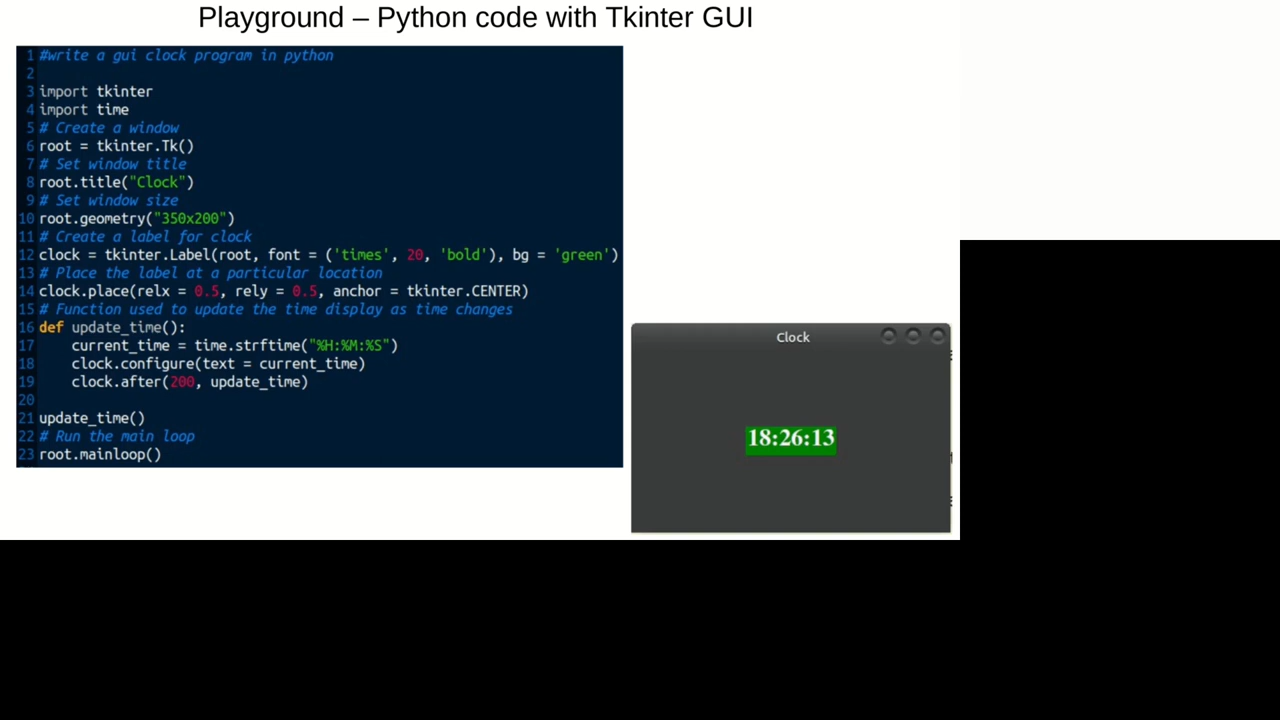 Playground – Python code with Tkinter GUI
1 #write a gui clock program in python
2
3 import tkinter
4 import time
5 # Create a window
6 root = tkinter.Tk()
7 # Set window title
8 root.title("Clock")
9 # Set window size
10 root.geometry("350x200")
11 # Create a label for clock
12 clock = tkinter.Label(root, font = ('times', 20, 'bold'), bg = 'green')
13 # Place the label at a particular location
14 clock.place(relx = 0.5, rely = 0.5, anchor = tkinter.CENTER)
15 # Function used to update the time display as time changes
16 def update_time():
17     current_time = time.strftime("%H:%M:%S")
18     clock.configure(text = current_time)
19     clock.after(200, update_time)
20
21 update_time()
22 # Run the main loop
23 root.mainloop()
Clock
18:26:13